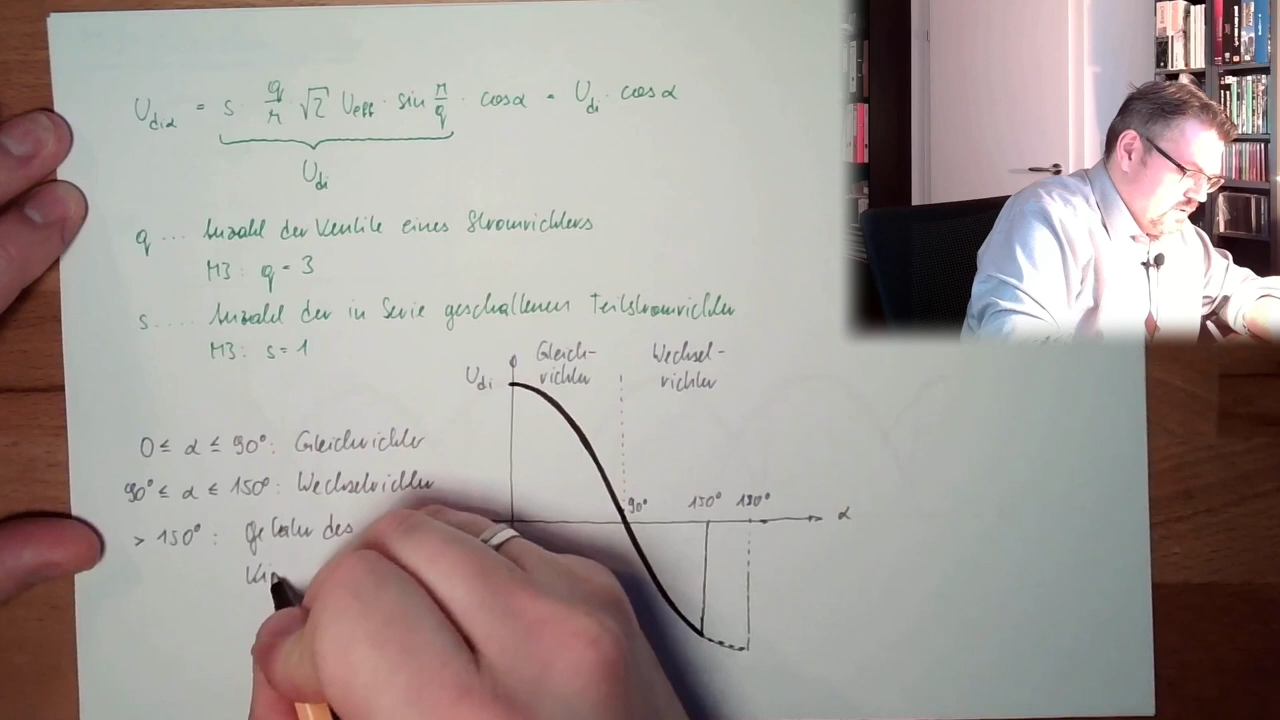 U_diα = s · q/π · √2 U_eff · sin π/q · cos α = U_di · cos α
U_di
q ... Anzahl der Ventile eines Stromrichters
M3: q = 3
s .... Anzahl der in Serie geschaltenen Teilstromrichter
M3: s = 1
Gleich-
richter
Wechsel-
richter
U_di
0 ≤ α ≤ 90°: Gleichrichter
90° ≤ α ≤ 150°: Wechselrichter
90°
150°
180°
α
> 150°: gefahr des
Ki